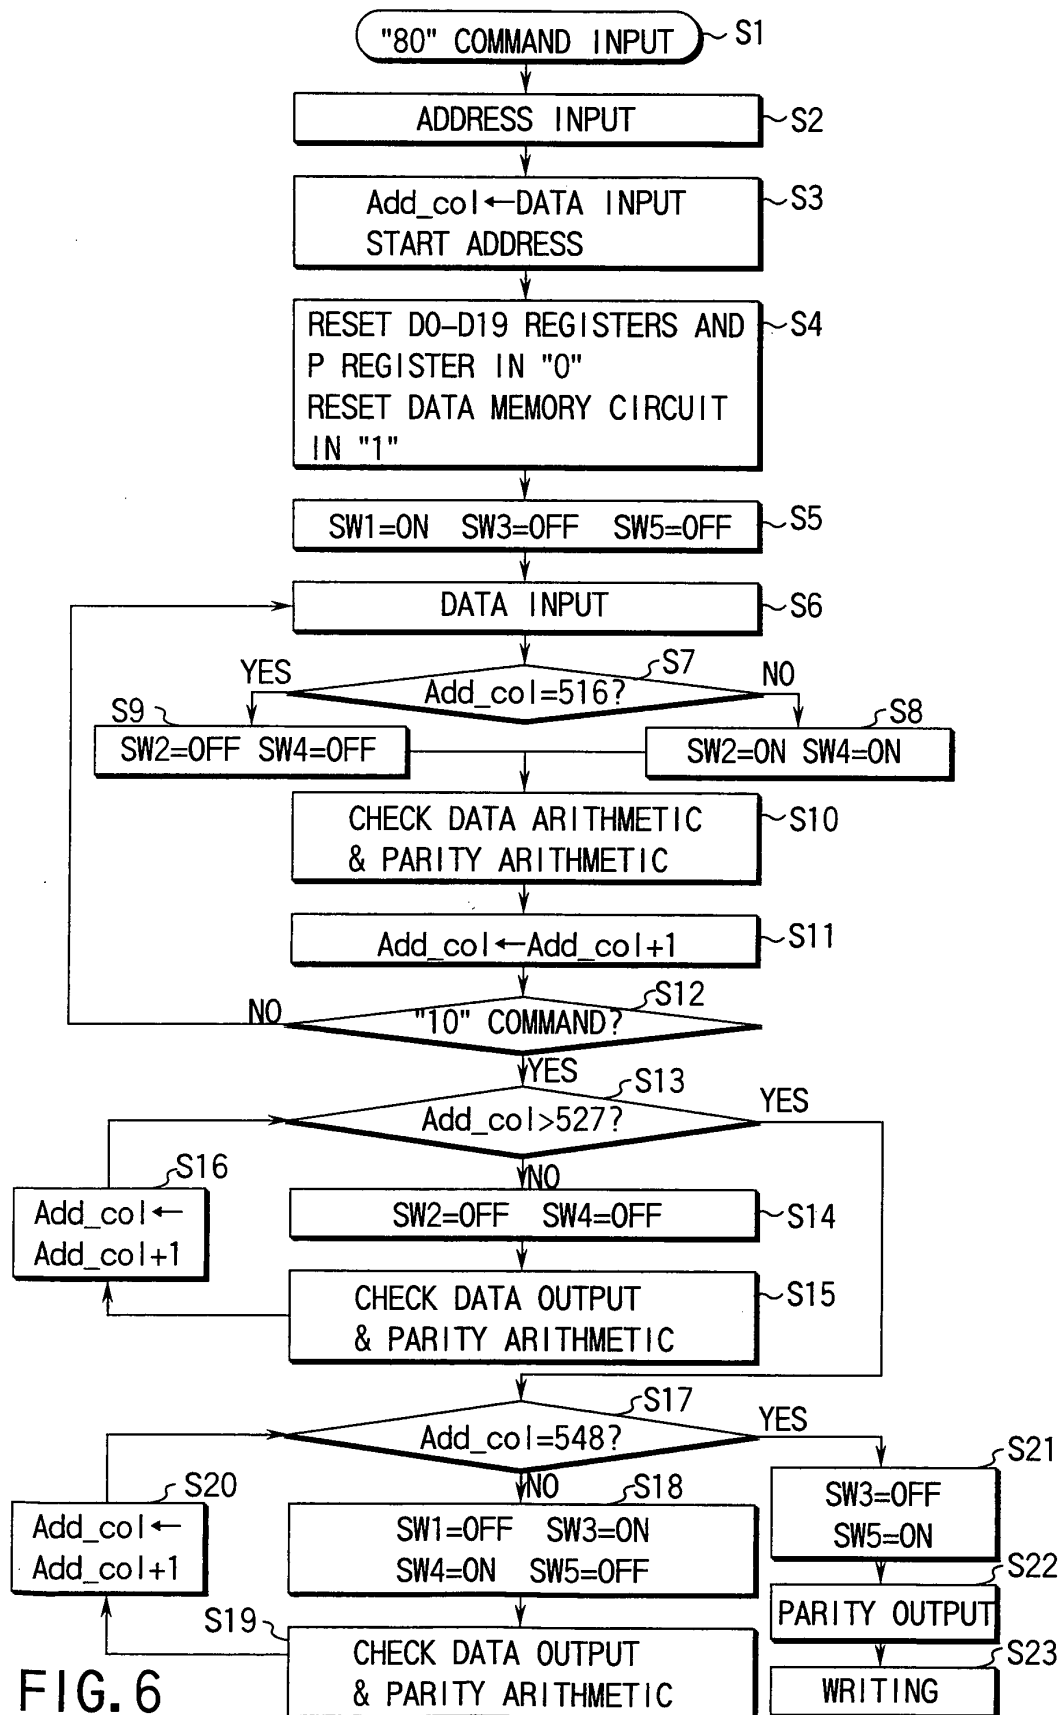 "80" COMMAND INPUT
S1
ADDRESS INPUT
S2
Add_col←DATA INPUT
START ADDRESS
S3
RESET D0-D19 REGISTERS AND
P REGISTER IN "0"
RESET DATA MEMORY CIRCUIT
IN "1"
S4
SW1=ON SW3=OFF SW5=OFF
S5
DATA INPUT
S6
S7
YES
Add_col=516?
NO
S9
SW2=OFF SW4=OFF
S8
SW2=ON SW4=ON
CHECK DATA ARITHMETIC
& PARITY ARITHMETIC
S10
Add_col←Add_col+1
S11
S12
NO
"10" COMMAND?
YES
S13
Add_col>527?
YES
NO
S16
Add_col←
Add_col+1
SW2=OFF SW4=OFF
S14
CHECK DATA OUTPUT
& PARITY ARITHMETIC
S15
S17
Add_col=548?
YES
NO
S20
Add_col←
Add_col+1
S18
SW1=OFF SW3=ON
SW4=ON SW5=OFF
S21
SW3=OFF
SW5=ON
S22
PARITY OUTPUT
S19
CHECK DATA OUTPUT
& PARITY ARITHMETIC
S23
WRITING
FIG.6